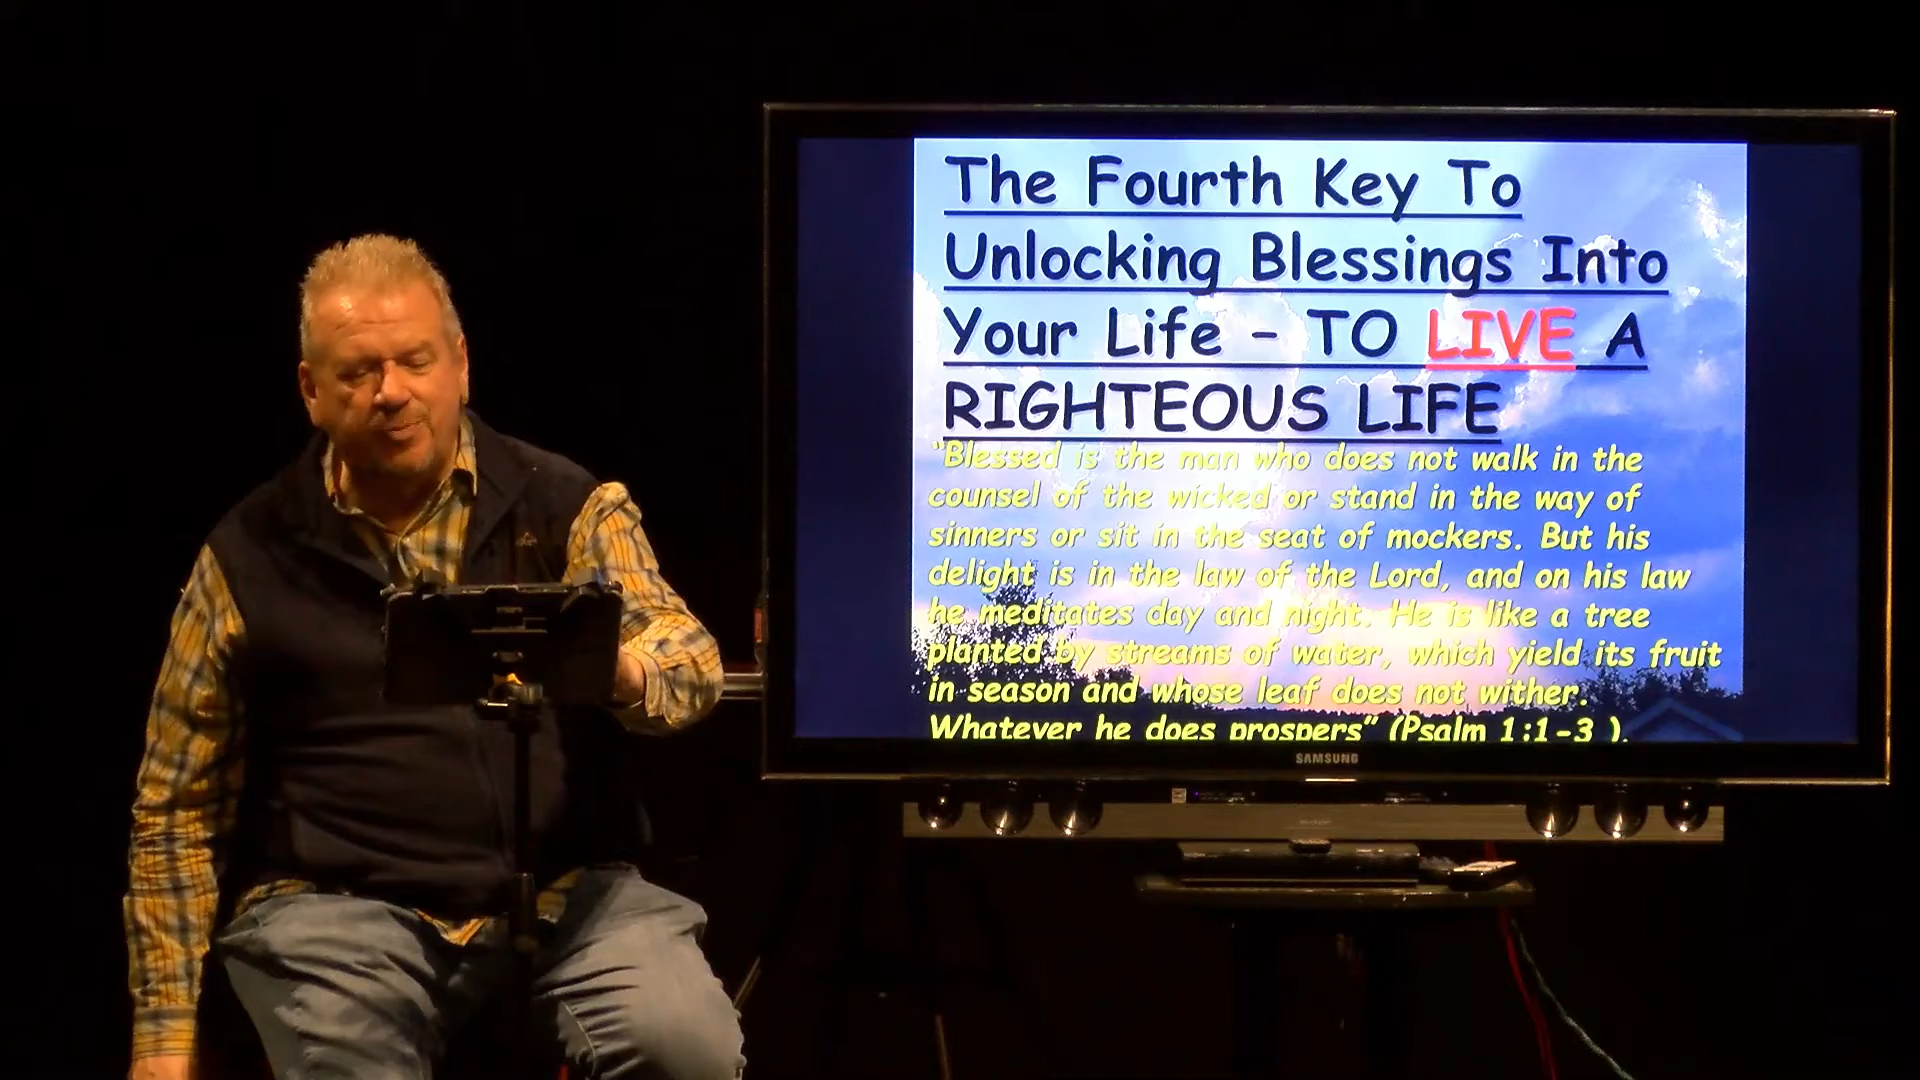 The Fourth Key To
Unlocking Blessings Into
Your Life - TO LIVE A
RIGHTEOUS LIFE
“Blessed is the man who does not walk in the
counsel of the wicked or stand in the way of
sinners or sit in the seat of mockers. But his
delight is in the law of the Lord, and on his law
he meditates day and night. He is like a tree
planted by streams of water, which yield its fruit
in season and whose leaf does not wither.
Whatever he does prospers” (Psalm 1:1-3 ).
SAMSUNG